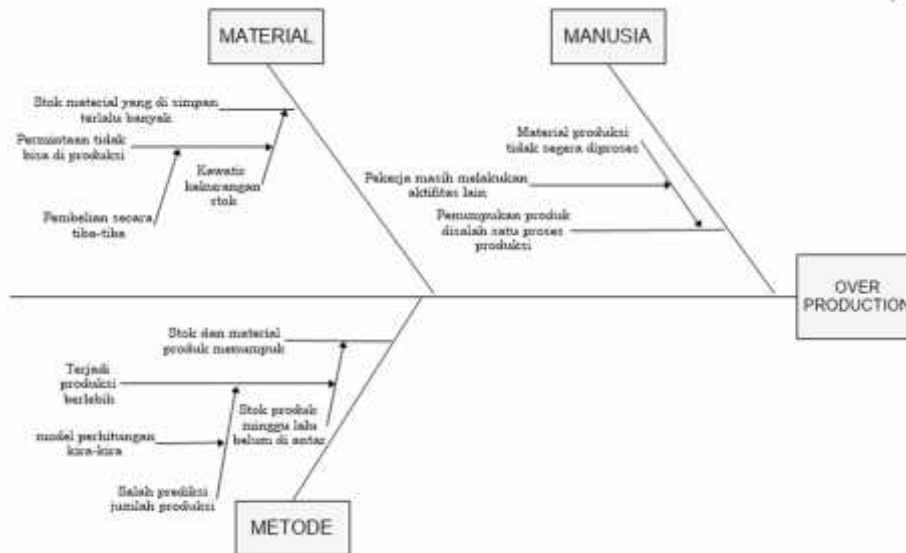 MATERIAL
MANUSIA
Stok material yang di simpan
terlalu banyak
Permintaan tidak
bisa di produksi
Kawatir
kekurangan
stok
Pembelian secara
tiba-tiba
Material produksi
tidak segera diproses
Pekerja masih melakukan
aktifitas lain
Penumpukan produk
disalah satu proses
produksi
OVER
PRODUCTION
Stok dan material
produk menumpuk
Terjadi
produksi
berlebih
Stok produk
minggu lalu
belum di antar
model perhitungan
kira-kira
Salah prediksi
jumlah produksi
METODE